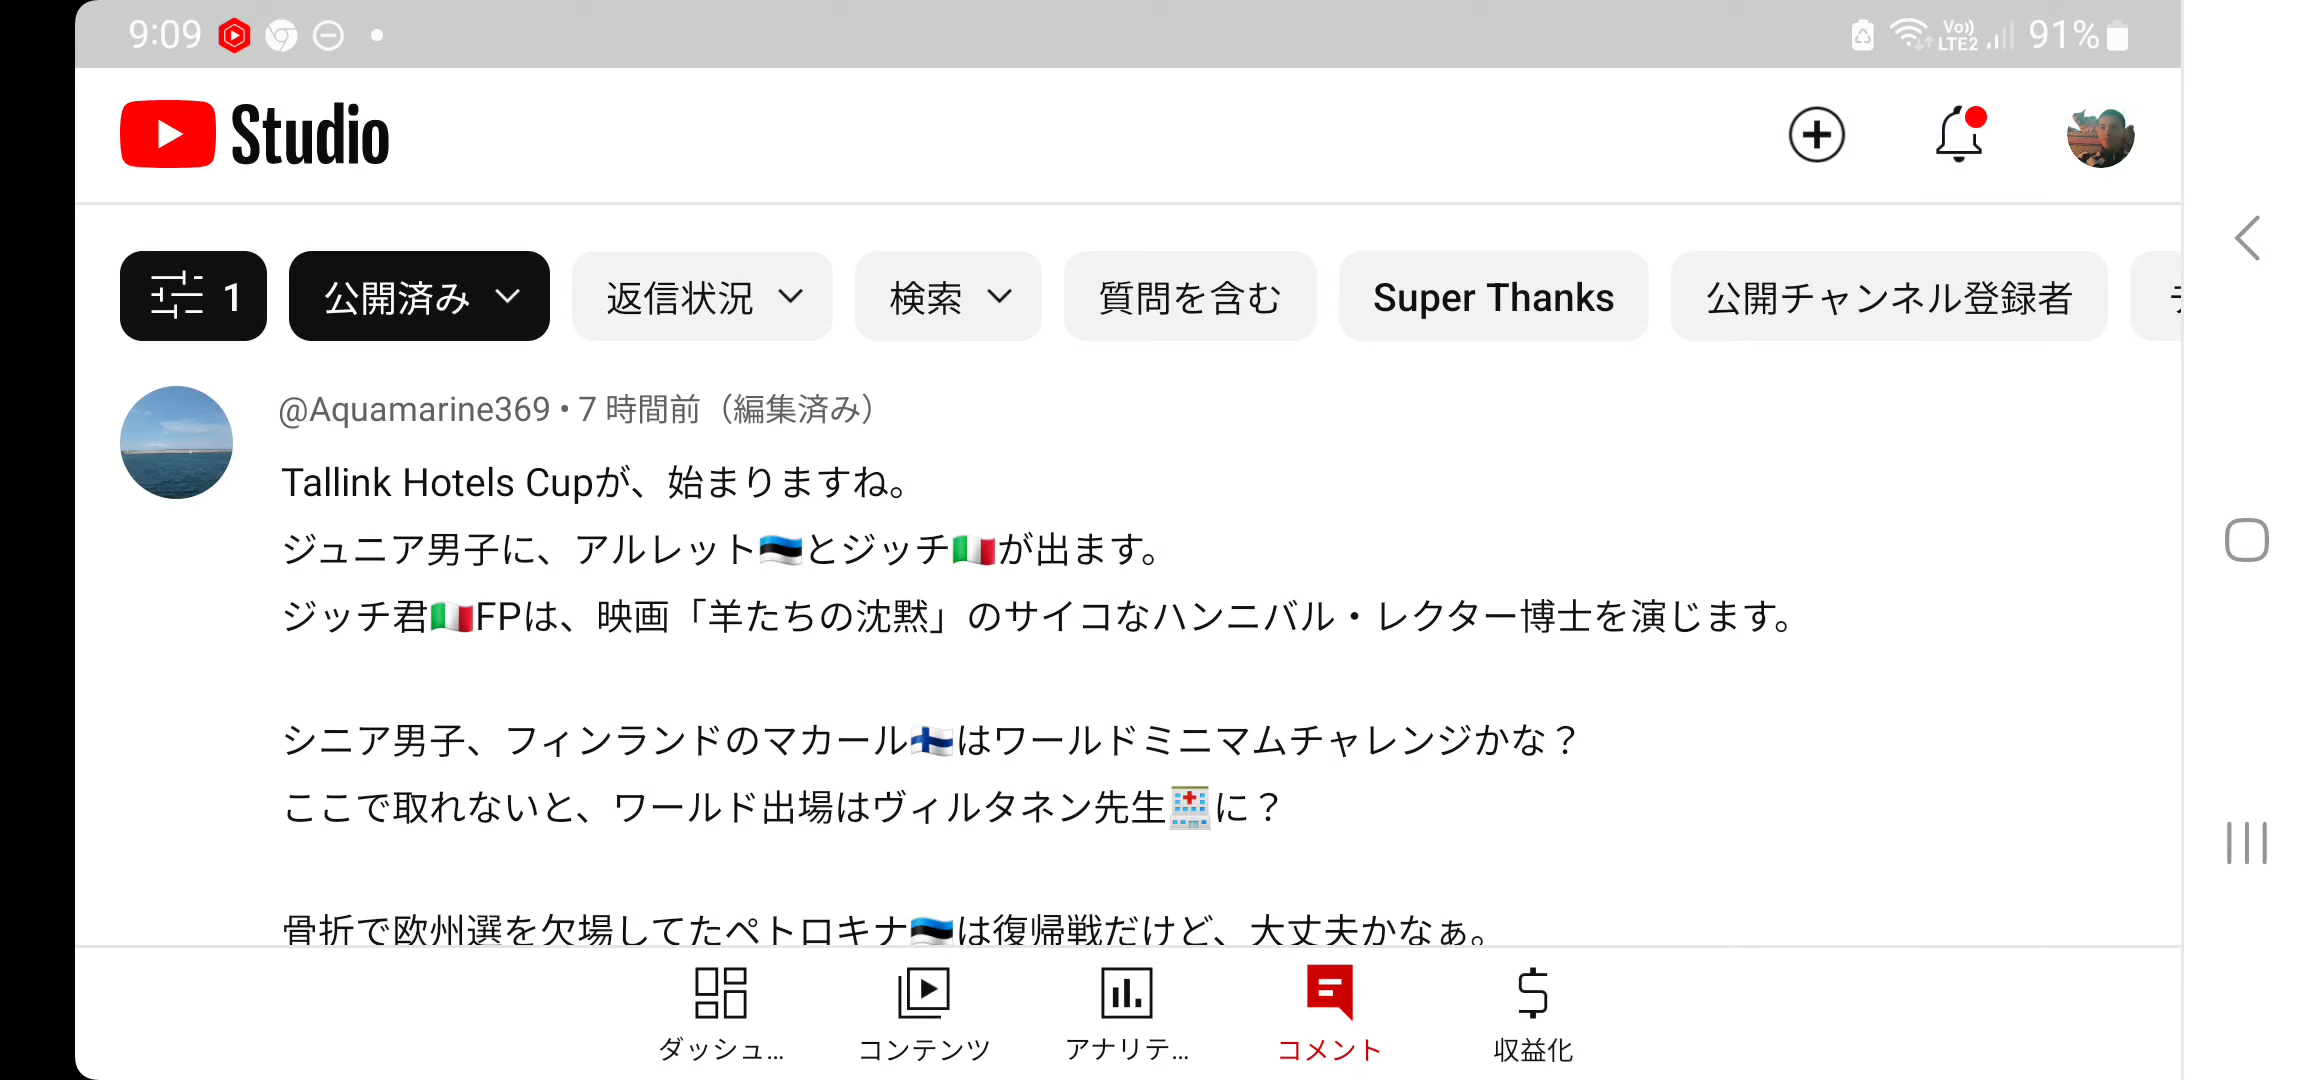 9:09
Vo)) LTE2 91%
Studio
1 公開済み 返信状況 検索 質問を含む Super Thanks 公開チャンネル登録者
@Aquamarine369 • 7 時間前（編集済み）
Tallink Hotels Cupが、始まりますね。
ジュニア男子に、アルレット🇪🇪とジッチ🇮🇹が出ます。
ジッチ君🇮🇹FPは、映画「羊たちの沈黙」のサイコなハンニバル・レクター博士を演じます。
シニア男子、フィンランドのマカール🇫🇮はワールドミニマムチャレンジかな？
ここで取れないと、ワールド出場はヴィルタネン先生🏥に？
骨折で欧州選を欠場してたペトロキナ🇪🇪は復帰戦だけど、大丈夫かなぁ。
ダッシュ... コンテンツ アナリテ... コメント 収益化